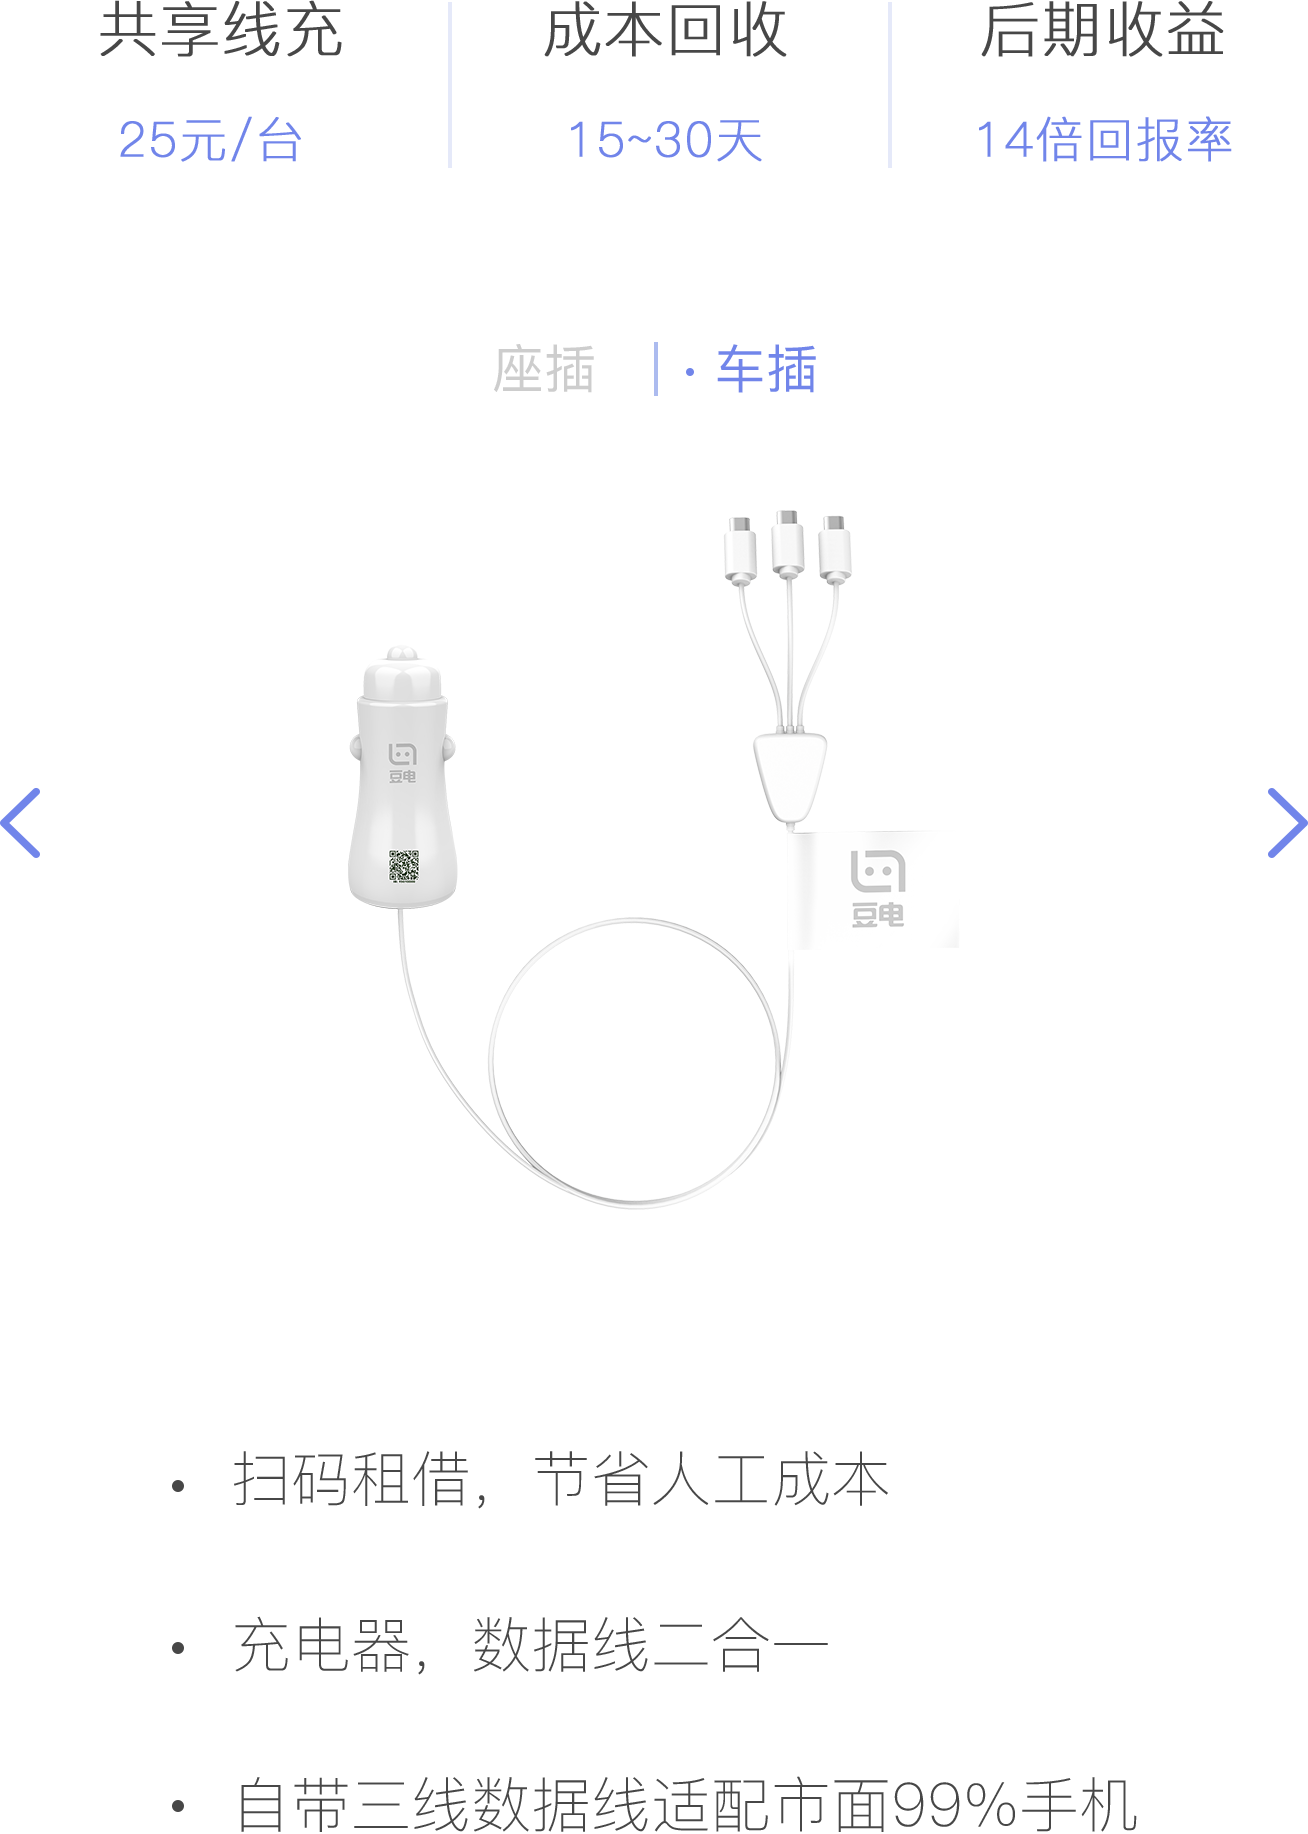 共享线充
成本回收
后期收益
25元/台
15~30天
14倍回报率
座插
· 车插
豆电
豆电
• 扫码租借，节省人工成本
• 充电器，数据线二合一
• 自带三线数据线适配市面99%手机